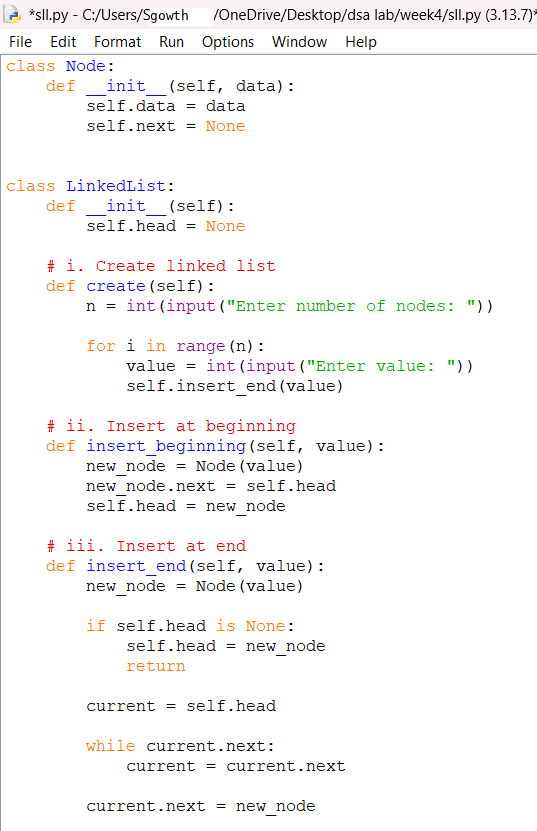 *sll.py - C:/Users/Sgowth /OneDrive/Desktop/dsa lab/week4/sll.py (3.13.7)*
File Edit Format Run Options Window Help
class Node:
    def __init__(self, data):
        self.data = data
        self.next = None

class LinkedList:
    def __init__(self):
        self.head = None

    # i. Create linked list
    def create(self):
        n = int(input("Enter number of nodes: "))

        for i in range(n):
            value = int(input("Enter value: "))
            self.insert_end(value)

    # ii. Insert at beginning
    def insert_beginning(self, value):
        new_node = Node(value)
        new_node.next = self.head
        self.head = new_node

    # iii. Insert at end
    def insert_end(self, value):
        new_node = Node(value)

        if self.head is None:
            self.head = new_node
            return

        current = self.head

        while current.next:
            current = current.next

        current.next = new_node